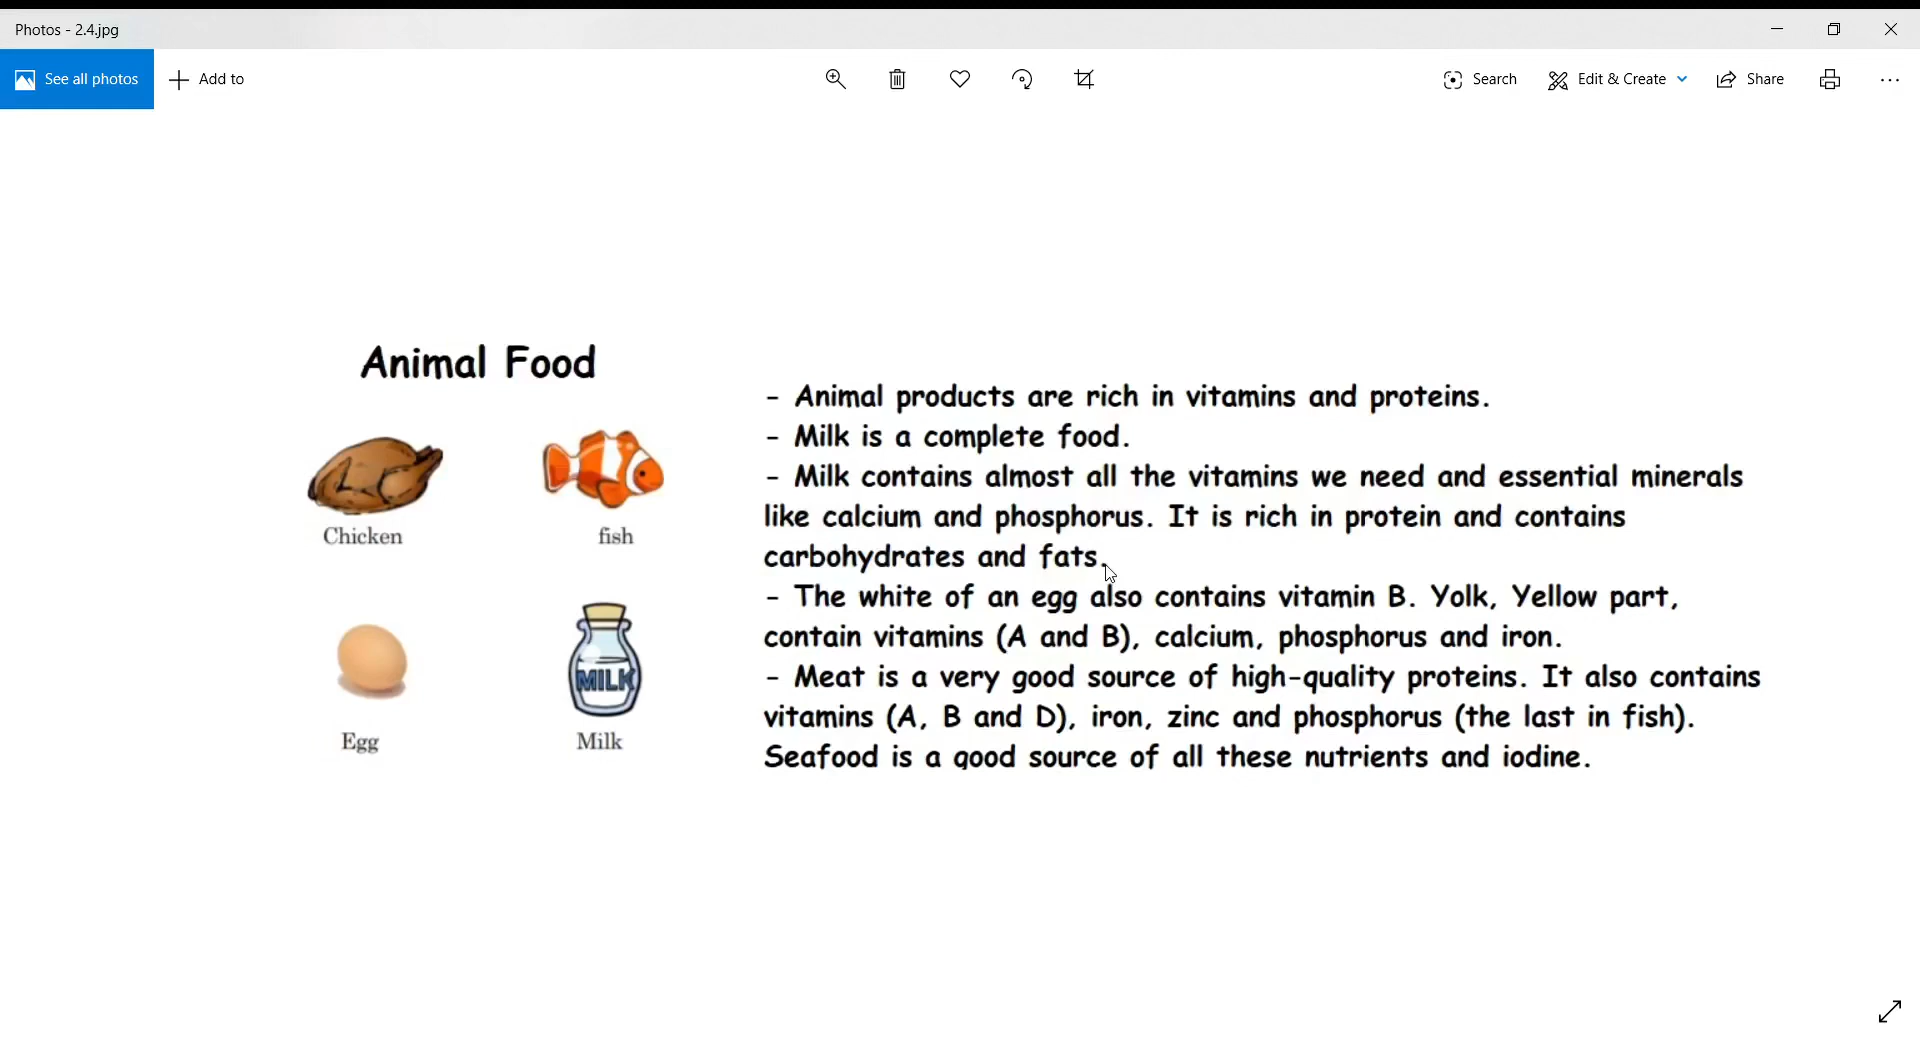 Photos - 2.4.jpg
See all photos
Add to
Search
Edit & Create
Share
Animal Food
Chicken
fish
Egg
MILK
Milk
- Animal products are rich in vitamins and proteins.
- Milk is a complete food.
- Milk contains almost all the vitamins we need and essential minerals
like calcium and phosphorus. It is rich in protein and contains
carbohydrates and fats.
- The white of an egg also contains vitamin B. Yolk, Yellow part,
contain vitamins (A and B), calcium, phosphorus and iron.
- Meat is a very good source of high-quality proteins. It also contains
vitamins (A, B and D), iron, zinc and phosphorus (the last in fish).
Seafood is a good source of all these nutrients and iodine.